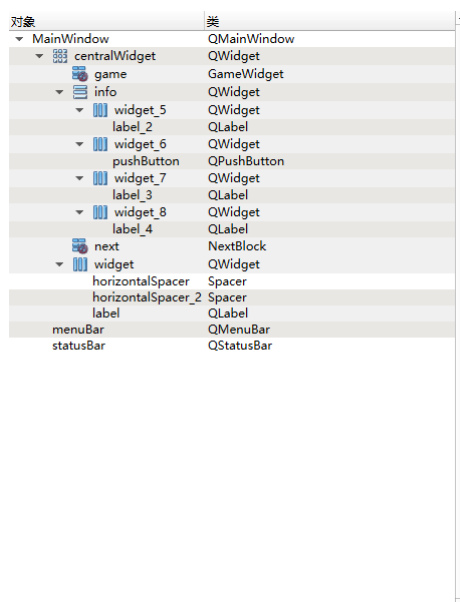 对象 类
MainWindow QMainWindow
centralWidget QWidget
game GameWidget
info QWidget
widget_5 QWidget
label_2 QLabel
widget_6 QWidget
pushButton QPushButton
widget_7 QWidget
label_3 QLabel
widget_8 QWidget
label_4 QLabel
next NextBlock
widget QWidget
horizontalSpacer Spacer
horizontalSpacer_2 Spacer
label QLabel
menuBar QMenuBar
statusBar QStatusBar